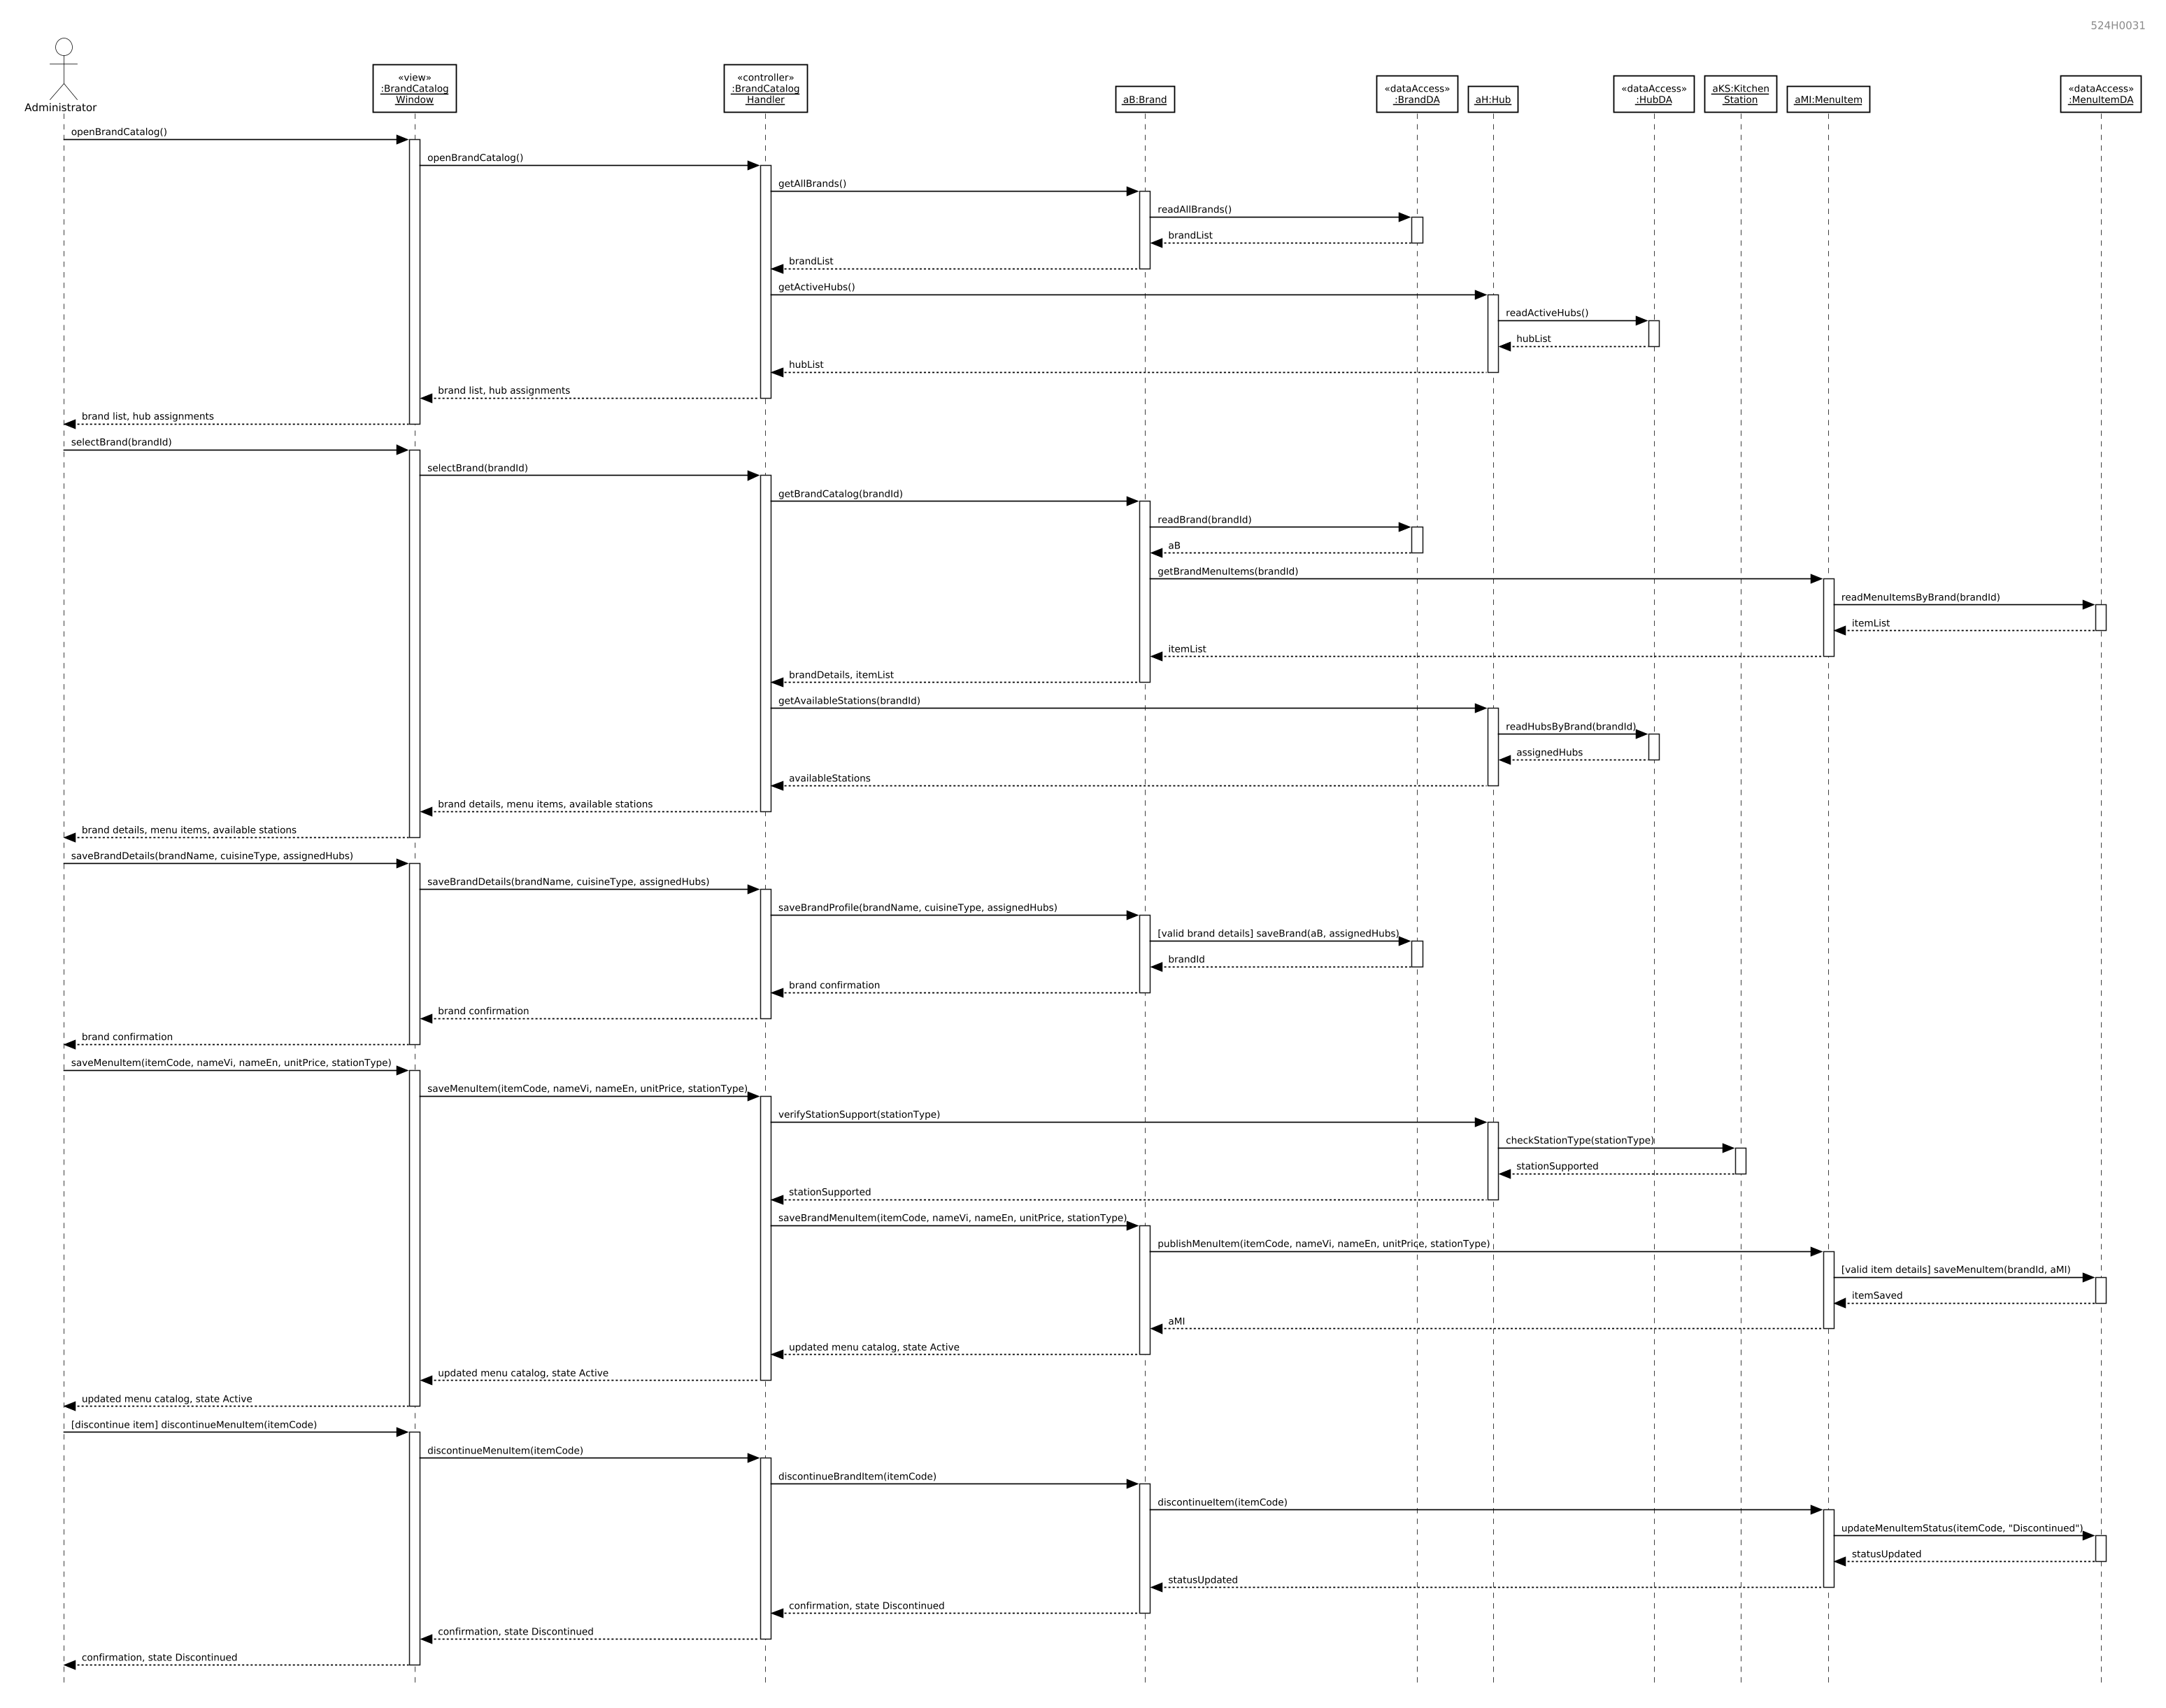 524H0031
Administrator
«view»
:BrandCatalog
Window
«controller»
:BrandCatalog
Handler
aB:Brand
«dataAccess»
:BrandDA
aH:Hub
«dataAccess»
:HubDA
aKS:Kitchen
Station
aMI:MenuItem
«dataAccess»
:MenuItemDA
openBrandCatalog()
openBrandCatalog()
getAllBrands()
readAllBrands()
brandList
brandList
getActiveHubs()
readActiveHubs()
hubList
hubList
brand list, hub assignments
brand list, hub assignments
selectBrand(brandId)
selectBrand(brandId)
getBrandCatalog(brandId)
readBrand(brandId)
aB
getBrandMenuItems(brandId)
readMenuItemsByBrand(brandId)
itemList
itemList
brandDetails, itemList
getAvailableStations(brandId)
readHubsByBrand(brandId)
assignedHubs
availableStations
brand details, menu items, available stations
brand details, menu items, available stations
saveBrandDetails(brandName, cuisineType, assignedHubs)
saveBrandDetails(brandName, cuisineType, assignedHubs)
saveBrandProfile(brandName, cuisineType, assignedHubs)
[valid brand details] saveBrand(aB, assignedHubs)
brandId
brand confirmation
brand confirmation
brand confirmation
saveMenuItem(itemCode, nameVi, nameEn, unitPrice, stationType)
saveMenuItem(itemCode, nameVi, nameEn, unitPrice, stationType)
verifyStationSupport(stationType)
checkStationType(stationType)
stationSupported
stationSupported
saveBrandMenuItem(itemCode, nameVi, nameEn, unitPrice, stationType)
publishMenuItem(itemCode, nameVi, nameEn, unitPrice, stationType)
[valid item details] saveMenuItem(brandId, aMI)
itemSaved
aMI
updated menu catalog, state Active
updated menu catalog, state Active
updated menu catalog, state Active
[discontinue item] discontinueMenuItem(itemCode)
discontinueMenuItem(itemCode)
discontinueBrandItem(itemCode)
discontinueItem(itemCode)
updateMenuItemStatus(itemCode, "Discontinued")
statusUpdated
statusUpdated
confirmation, state Discontinued
confirmation, state Discontinued
confirmation, state Discontinued